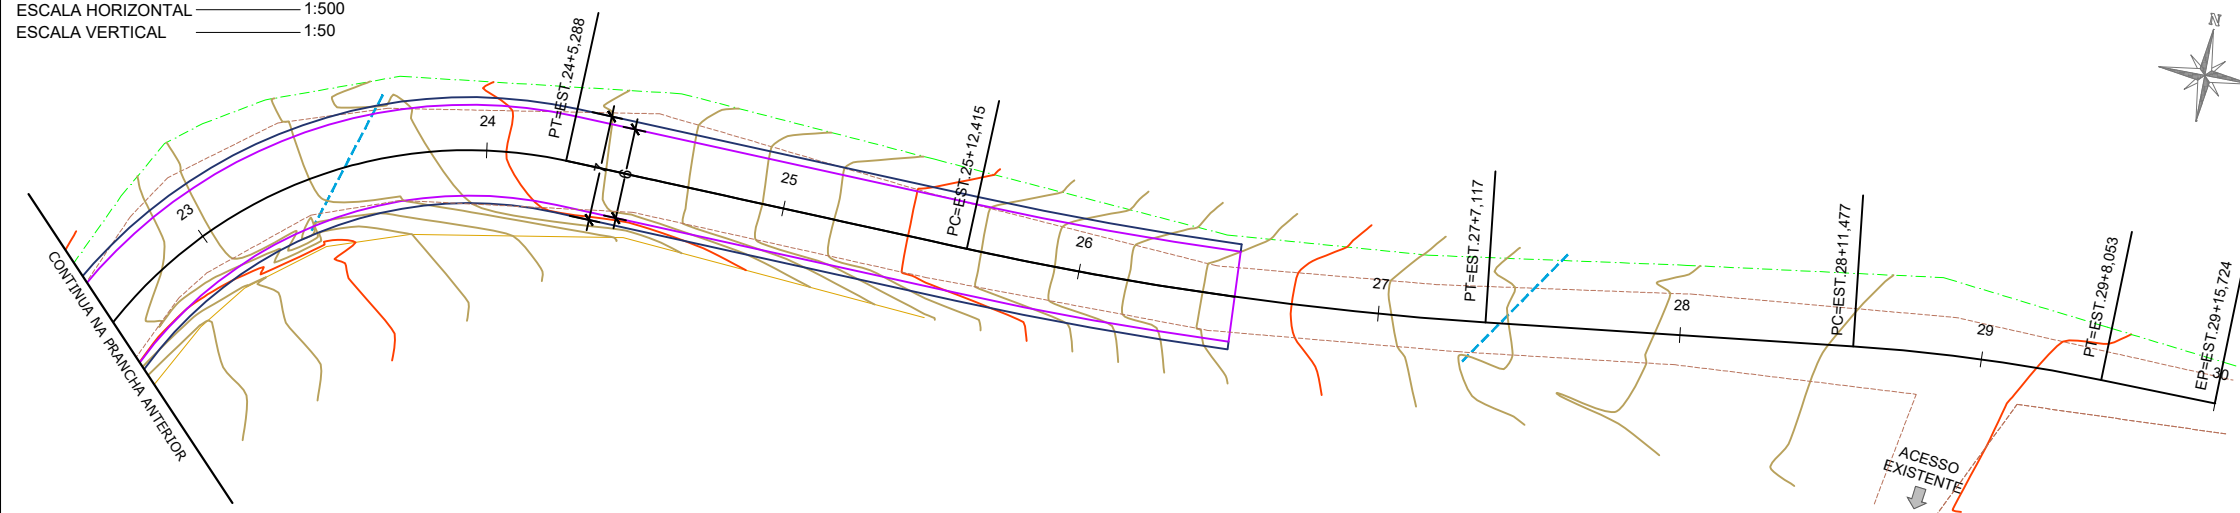 ESCALA HORIZONTAL 1:500
ESCALA VERTICAL 1:50
N
CONTINUA NA PRANCHA ANTERIOR
23
24
PT=EST.24+5,288
7
6
25
PC=EST.25+12,415
26
27
PT=EST.27+7,117
28
PC=EST.28+11,477
29
PT=EST.29+8,053
EP=EST.29+15,724
30
ACESSO
EXISTENTE